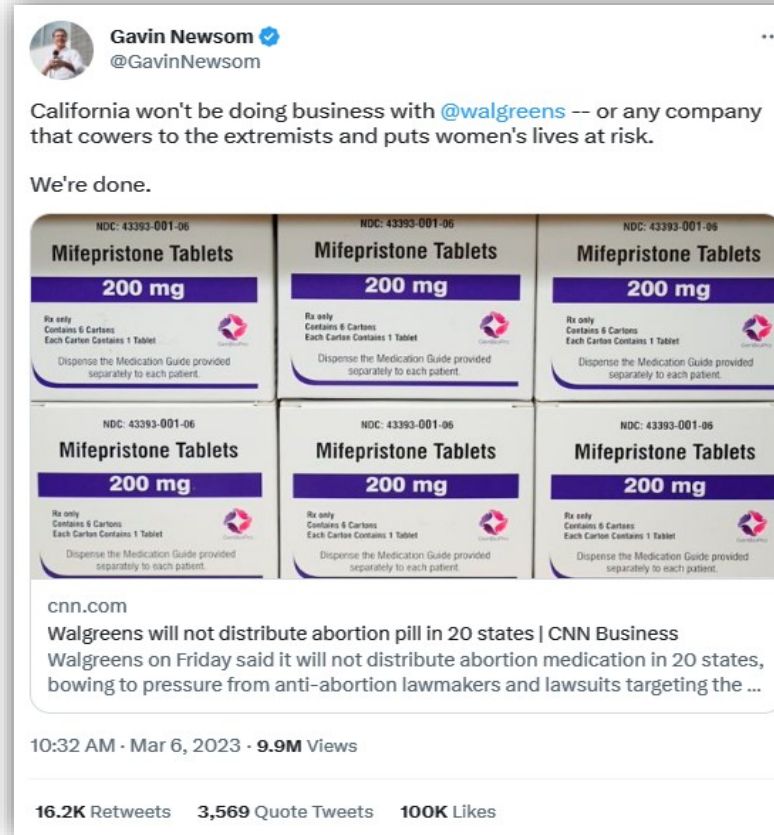 Gavin Newsom
@GavinNewsom
California won't be doing business with @walgreens -- or any company
that cowers to the extremists and puts women's lives at risk.
We're done.
NDC: 43393-001-06
Mifepristone Tablets
200 mg
Rx only
Contains 6 Cartons
Each Carton Contains 1 Tablet
GenBioPro
Dispense the Medication Guide provided
separately to each patient.
NDC: 43393-001-06
Mifepristone Tablets
200 mg
Rx only
Contains 6 Cartons
Each Carton Contains 1 Tablet
GenBioPro
Dispense the Medication Guide provided
separately to each patient.
NDC: 43393-001-06
Mifepristone Tablets
200 mg
Rx only
Contains 6 Cartons
Each Carton Contains 1 Tablet
GenBioPro
Dispense the Medication Guide provided
separately to each patient.
NDC: 43393-001-06
Mifepristone Tablets
200 mg
Rx only
Contains 6 Cartons
Each Carton Contains 1 Tablet
GenBioPro
Dispense the Medication Guide provided
separately to each patient.
NDC: 43393-001-06
Mifepristone Tablets
200 mg
Rx only
Contains 6 Cartons
Each Carton Contains 1 Tablet
GenBioPro
Dispense the Medication Guide provided
separately to each patient.
NDC: 43393-001-06
Mifepristone Tablets
200 mg
Rx only
Contains 6 Cartons
Each Carton Contains 1 Tablet
GenBioPro
Dispense the Medication Guide provided
separately to each patient.
cnn.com
Walgreens will not distribute abortion pill in 20 states | CNN Business
Walgreens on Friday said it will not distribute abortion medication in 20 states,
bowing to pressure from anti-abortion lawmakers and lawsuits targeting the ...
10:32 AM · Mar 6, 2023 · 9.9M Views
16.2K Retweets 3,569 Quote Tweets 100K Likes